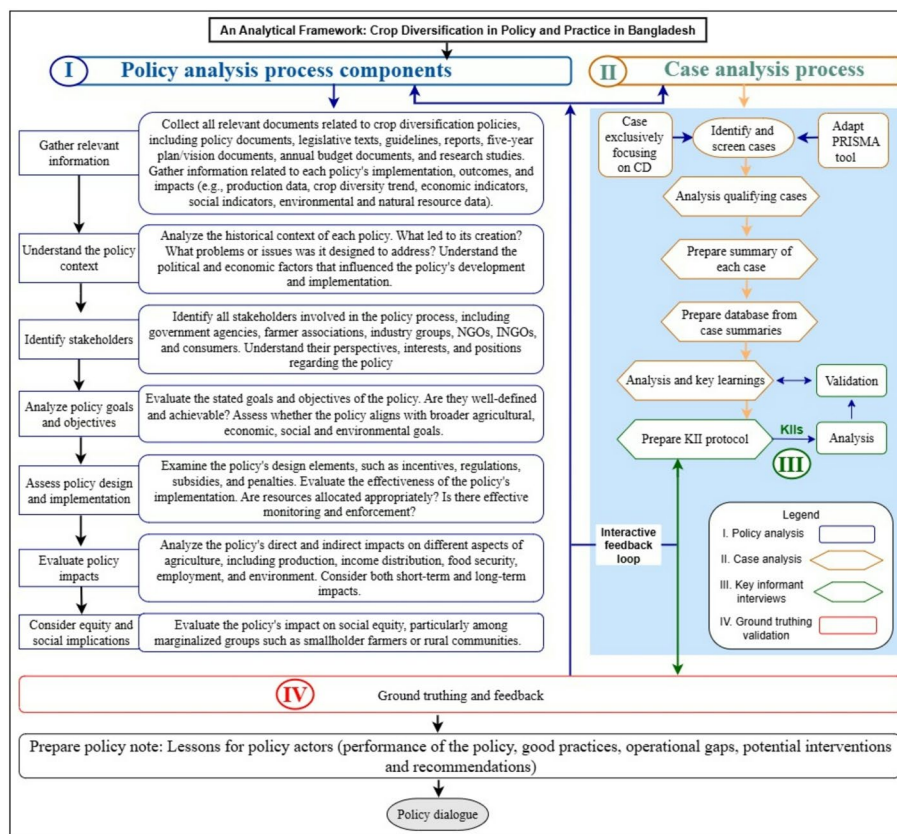 An Analytical Framework: Crop Diversification in Policy and Practice in Bangladesh
I
Policy analysis process components
Gather relevant
information
Collect all relevant documents related to crop diversification policies,
including policy documents, legislative texts, guidelines, reports, five-year
plan/vision documents, annual budget documents, and research studies.
Gather information related to each policy's implementation, outcomes, and
impacts (e.g., production data, crop diversity trend, economic indicators,
social indicators, environmental and natural resource data).
Understand the policy
context
Analyze the historical context of each policy. What led to its creation?
What problems or issues was it designed to address? Understand the
political and economic factors that influenced the policy's development
and implementation.
Identify stakeholders
Identify all stakeholders involved in the policy process, including
government agencies, farmer associations, industry groups, NGOs, INGOs,
and consumers. Understand their perspectives, interests, and positions
regarding the policy
Analyze policy goals
and objectives
Evaluate the stated goals and objectives of the policy. Are they well-defined
and achievable? Assess whether the policy aligns with broader agricultural,
economic, social and environmental goals.
Assess policy design
and implementation
Examine the policy's design elements, such as incentives, regulations,
subsidies, and penalties. Evaluate the effectiveness of the policy's
implementation. Are resources allocated appropriately? Is there effective
monitoring and enforcement?
Evaluate policy
impacts
Analyze the policy's direct and indirect impacts on different aspects of
agriculture, including production, income distribution, food security,
employment, and environment. Consider both short-term and long-term
impacts.
Consider equity and
social implications
Evaluate the policy's impact on social equity, particularly among
marginalized groups such as smallholder farmers or rural communities.
II
Case analysis process
Case
exclusively
focusing
on CD
Identify and
screen cases
Adapt
PRISMA
tool
Analysis qualifying cases
Prepare summary
of each case
Prepare database from
case summaries
Analysis and key learnings
Validation
Prepare KII protocol
KIIs
III
Analysis
Interactive
feedback
loop
Legend
I. Policy analysis
II. Case analysis
III. Key informant
interviews
IV. Ground truthing
validation
IV
Ground truthing and feedback
Prepare policy note: Lessons for policy actors (performance of the policy, good practices, operational gaps, potential interventions
and recommendations)
Policy dialogue